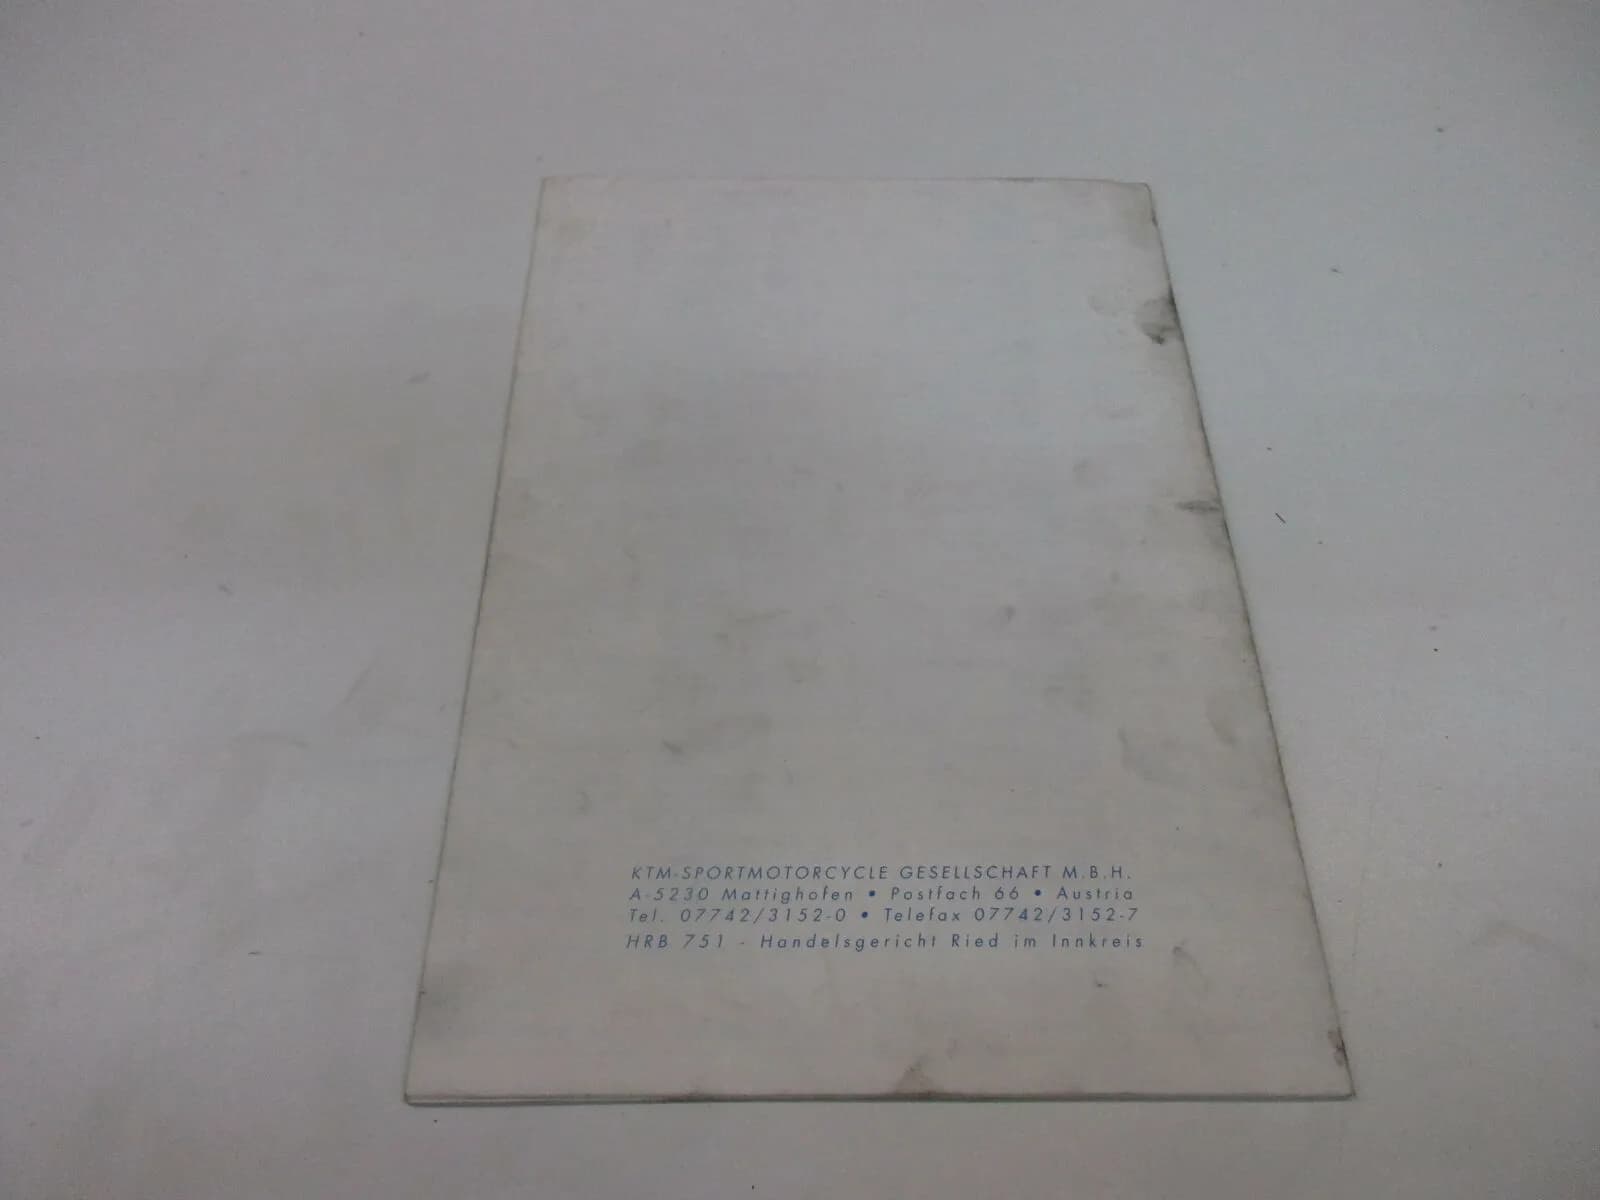 KTM-SPORTMOTORCYCLE GESELLSCHAFT M.B.H.
A-5230 Mattighofen • Postfach 66 • Austria
Tel. 07742/3152-0 • Telefax 07742/3152-7
HRB 751 - Handelsgericht Ried im Innkreis